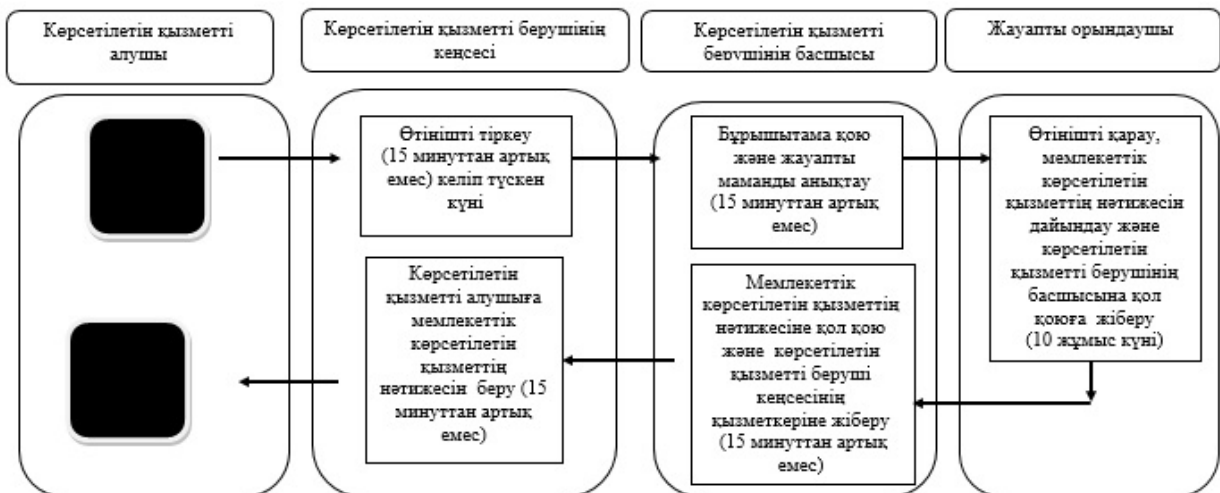 Көрсетілетін қызметті
алушы
Көрсетілетін қызметті берушінің
кеңсесі
Көрсетілетін қызметті
берушінің басшысы
Жауапты орындаушы
Өтінішті тіркеу
(15 минуттан артық
емес) келіп түскен
күні
Бұрышытама қою
және жауапты
маманды анықтау
(15 минуттан артық
емес)
Өтінішті қарау,
мемлекеттік
көрсетілетін
қызметтің нәтижесін
дайындау және
көрсетілетін
қызметті берушінің
басшысына қол
қоюға жіберу
(10 жұмыс күні)
Көрсетілетін
қызметті алушыға
мемлекеттік
көрсетілетін
қызметтің
нәтижесін беру (15
минуттан артық
емес)
Мемлекеттік
көрсетілетін қызметтің
нәтижесіне қол қою
және көрсетілетін
қызметті беруші
кеңсесінің
қызметкеріне жіберу
(15 минуттан артық
емес)